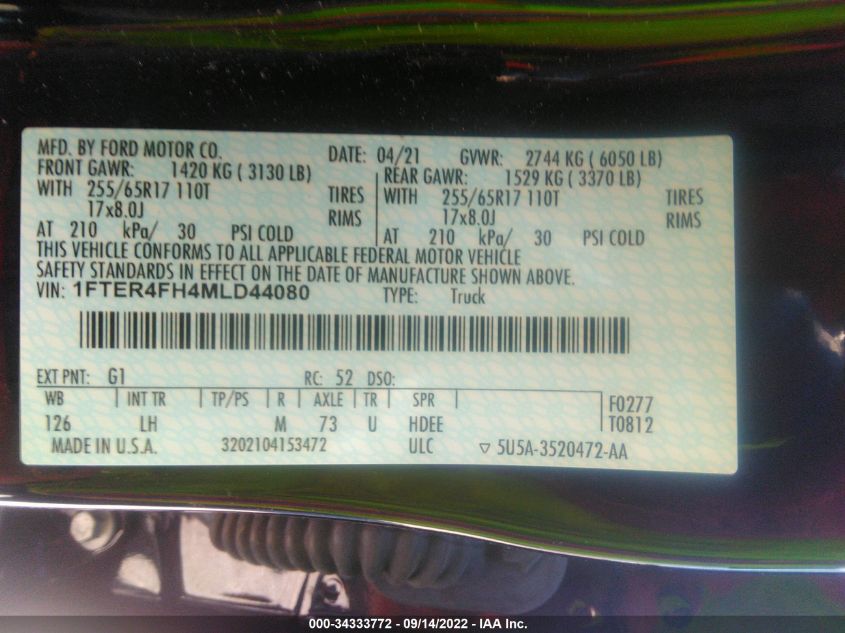 MFD. BY FORD MOTOR CO. DATE: 04/21 GVWR: 2744 KG ( 6050 LB)
FRONT GAWR: 1420 KG ( 3130 LB) REAR GAWR: 1529 KG ( 3370 LB)
WITH 255/65R17 110T TIRES WITH 255/65R17 110T TIRES
17x8.0J RIMS 17x8.0J RIMS
AT 210 kPa/ 30 PSI COLD AT 210 kPa/ 30 PSI COLD
THIS VEHICLE CONFORMS TO ALL APPLICABLE FEDERAL MOTOR VEHICLE
SAFETY STANDARDS IN EFFECT ON THE DATE OF MANUFACTURE SHOWN ABOVE.
VIN: 1FTER4FH4MLD44080 TYPE: Truck
EXT PNT: G1 RC: 52 DSO:
WB INT TR TP/PS R AXLE TR SPR F0277
126 LH M 73 U HDEE T0812
MADE IN U.S.A. 3202104153472 ULC ▽ 5U5A-3520472-AA
000-34333772 - 09/14/2022 - IAA Inc.